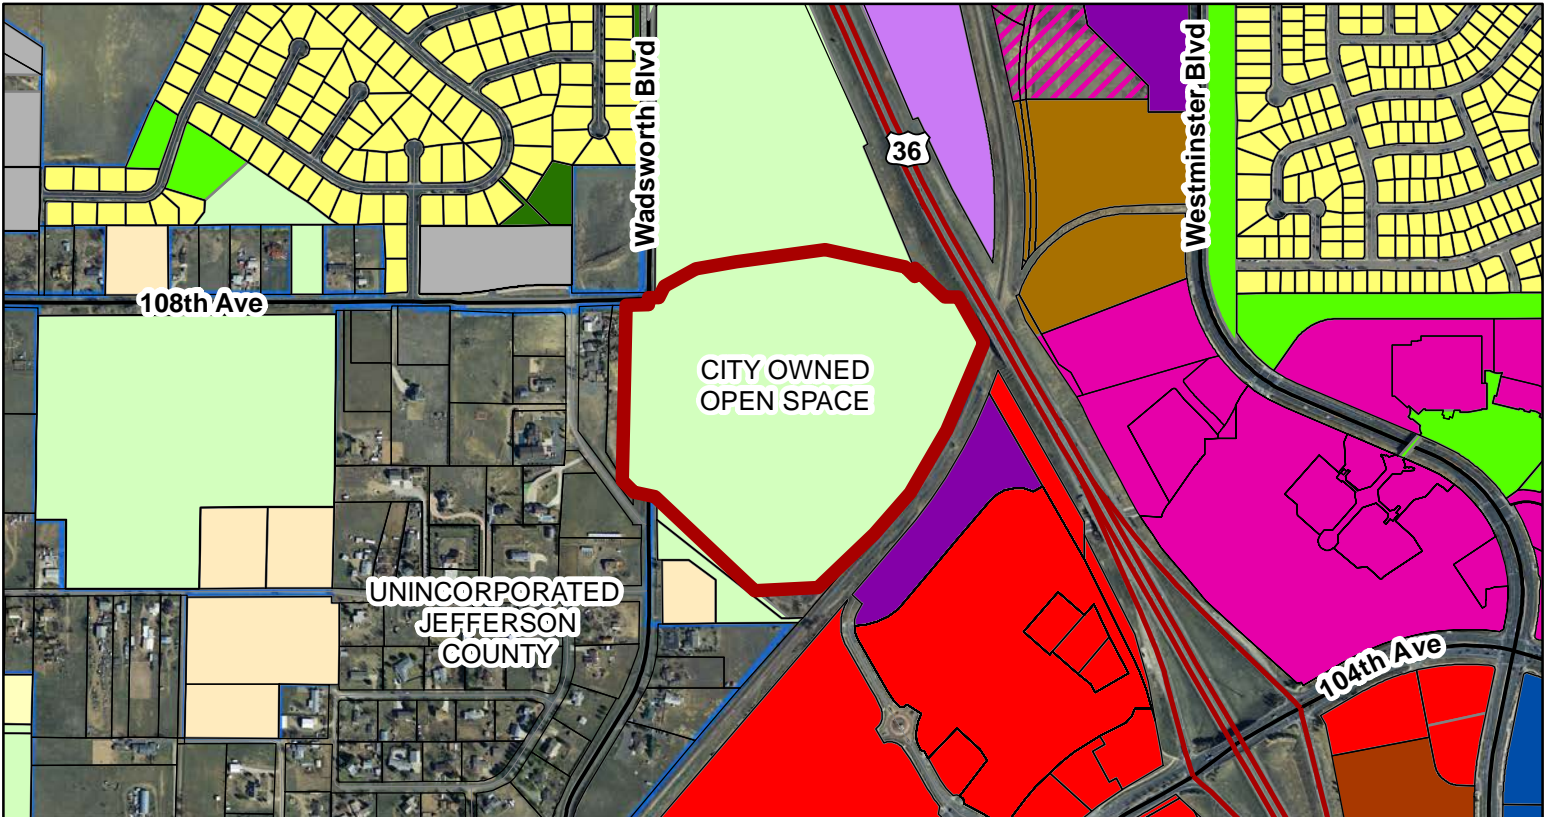 Wadsworth Blvd
Westminster Blvd
36
108th Ave
CITY OWNED
OPEN SPACE
UNINCORPORATED
JEFFERSON
COUNTY
104th Ave